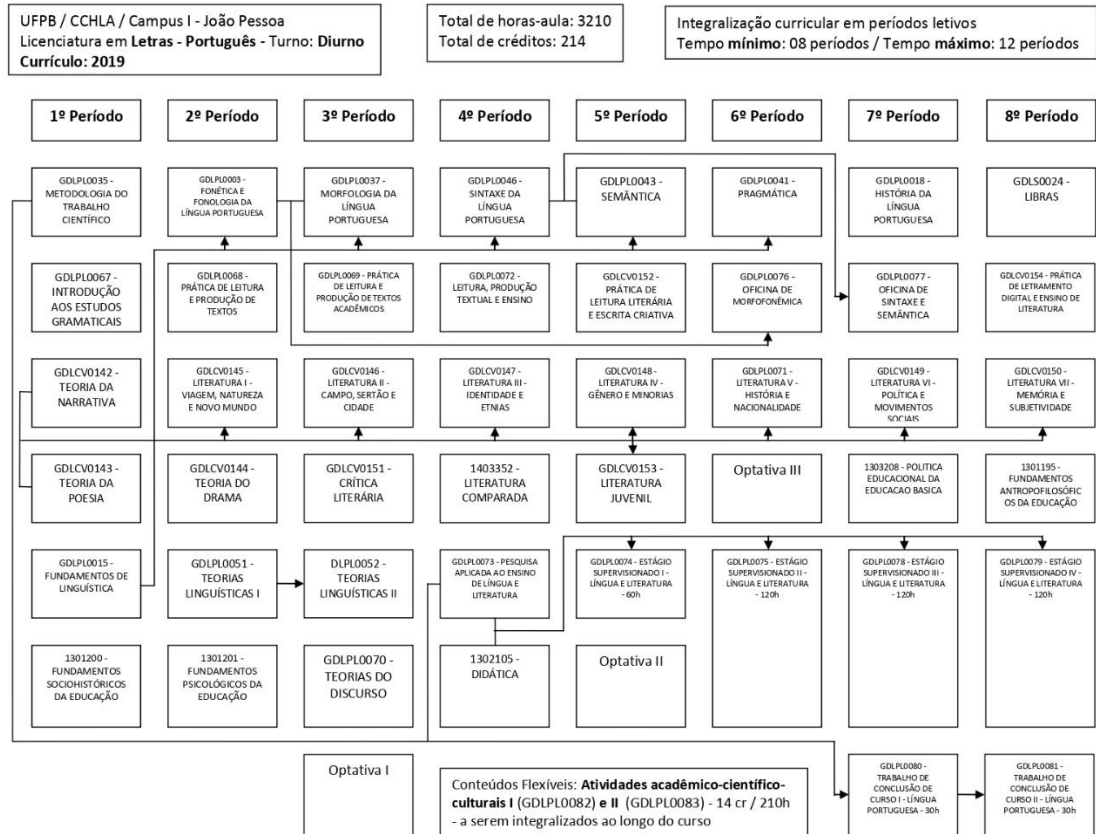 UFPB / CCHLA / Campus I - João Pessoa
Licenciatura em Letras - Português - Turno: Diurno
Currículo: 2019
Total de horas-aula: 3210
Total de créditos: 214
Integralização curricular em períodos letivos
Tempo mínimo: 08 períodos / Tempo máximo: 12 períodos
1º Período
2º Período
3º Período
4º Período
5º Período
6º Período
7º Período
8º Período
GDLPL0035 -
METODOLOGIA DO
TRABALHO
CIENTÍFICO
GDLPL0003 -
FONÉTICA E
FONOLOGIA DA
LÍNGUA PORTUGUESA
GDLPL0037 -
MORFOLOGIA DA
LÍNGUA
PORTUGUESA
GDLPL0046 -
SINTAXE DA
LÍNGUA
PORTUGUESA
GDLPL0043 -
SEMÂNTICA
GDLPL0041 -
PRAGMÁTICA
GDLPL0018 -
HISTÓRIA DA
LÍNGUA
PORTUGUESA
GDLS0024 -
LIBRAS
GDLPL0067 -
INTRODUÇÃO
AOS ESTUDOS
GRAMATICAIS
GDLPL0068 -
PRÁTICA DE LEITURA
E PRODUÇÃO DE
TEXTOS
GDLPL0069 - PRÁTICA
DE LEITURA E
PRODUÇÃO DE TEXTOS
ACADÊMICOS
GDLPL0072 -
LEITURA, PRODUÇÃO
TEXTUAL E ENSINO
GDLCV0152 -
PRÁTICA DE
LEITURA LITERÁRIA
E ESCRITA CRIATIVA
GDLPL0076 -
OFICINA DE
MORFOFONÊMICA
GDLPL0077 -
OFICINA DE
SINTAXE E
SEMÂNTICA
GDLCV0154 - PRÁTICA
DE LETRAMENTO
DIGITAL E ENSINO DE
LITERATURA
GDLCV0142 -
TEORIA DA
NARRATIVA
GDLCV0145 -
LITERATURA I -
VIAGEM, NATUREZA
E NOVO MUNDO
GDLCV0146 -
LITERATURA II -
CAMPO, SERTÃO E
CIDADE
GDLCV0147 -
LITERATURA III -
IDENTIDADE E
ETNIAS
GDLCV0148 -
LITERATURA IV -
GÊNERO E MINORIAS
GDLPL0071 -
LITERATURA V -
HISTÓRIA E
NACIONALIDADE
GDLCV0149 -
LITERATURA VI -
POLÍTICA E
MOVIMENTOS
SOCIAIS
GDLCV0150 -
LITERATURA VII -
MEMÓRIA E
SUBJETIVIDADE
GDLCV0143 -
TEORIA DA
POESIA
GDLCV0144 -
TEORIA DO
DRAMA
GDLCV0151 -
CRÍTICA
LITERÁRIA
1403352 -
LITERATURA
COMPARADA
GDLCV0153 -
LITERATURA
JUVENIL
Optativa III
1303208 - POLITICA
EDUCACIONAL DA
EDUCACAO BASICA
1301195 -
FUNDAMENTOS
ANTROPOFILOSÓFIC
OS DA EDUCAÇÃO
GDLPL0015 -
FUNDAMENTOS DE
LINGUÍSTICA
GDLPL0051 -
TEORIAS
LINGUÍSTICAS I
DLPL0052 -
TEORIAS
LINGUÍSTICAS II
GDLPL0073 - PESQUISA
APLICADA AO ENSINO
DE LÍNGUA E
LITERATURA
GDLPL0074 - ESTÁGIO
SUPERVISIONADO I -
LÍNGUA E LITERATURA
- 60h
GDLPL0075 - ESTÁGIO
SUPERVISIONADO II -
LÍNGUA E LITERATURA -
120h
GDLPL0078 - ESTÁGIO
SUPERVISIONADO III -
LÍNGUA E LITERATURA -
120h
GDLPL0079 - ESTÁGIO
SUPERVISIONADO IV -
LÍNGUA E LITERATURA -
120h
1301200 -
FUNDAMENTOS
SOCIOHISTÓRICOS
DA EDUCAÇÃO
1301201 -
FUNDAMENTOS
PSICOLÓGICOS DA
EDUCAÇÃO
GDLPL0070 -
TEORIAS DO
DISCURSO
1302105 -
DIDÁTICA
Optativa II
Optativa I
Conteúdos Flexíveis: Atividades acadêmico-científico-
culturais I (GDLPL0082) e II (GDLPL0083) - 14 cr / 210h
- a serem integralizados ao longo do curso
GDLPL0080 -
TRABALHO DE
CONCLUSÃO DE
CURSO I - LÍNGUA
PORTUGUESA - 30h
GDLPL0081 -
TRABALHO DE
CONCLUSÃO DE
CURSO II - LÍNGUA
PORTUGUESA - 30h